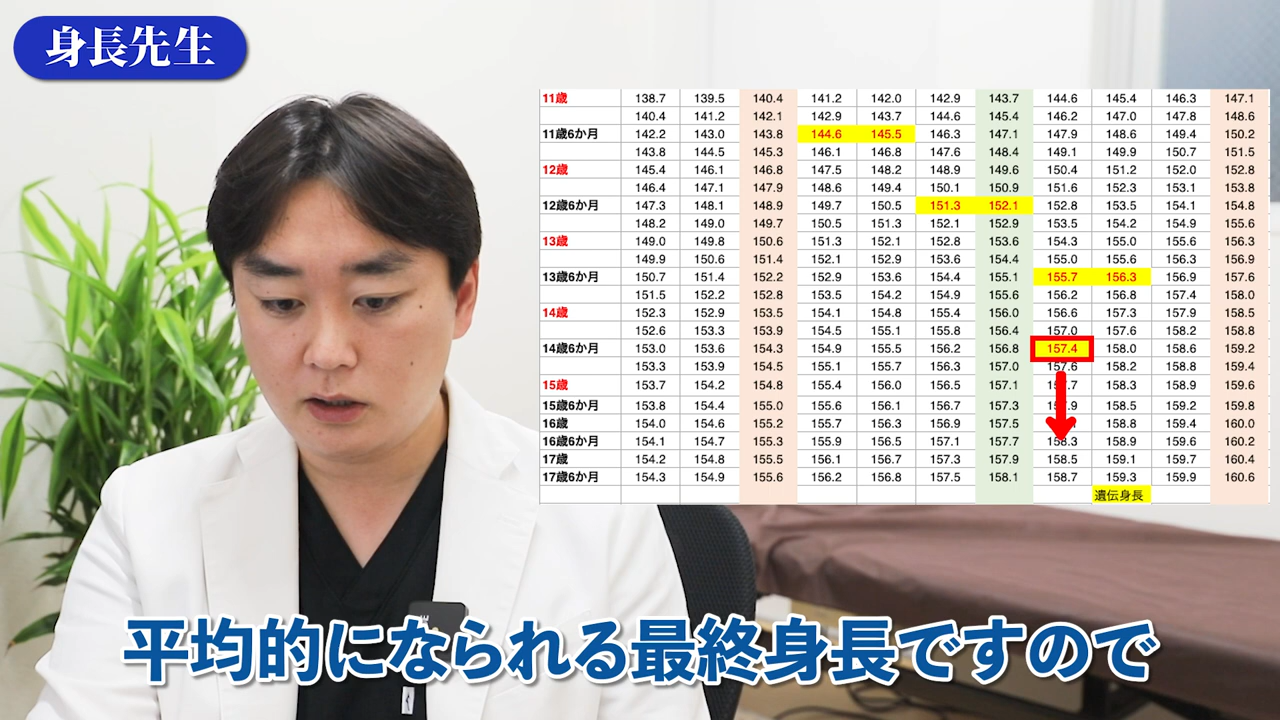 身長先生
11歳 138.7 139.5 140.4 141.2 142.0 142.9 143.7 144.6 145.4 146.3 147.1
140.4 141.2 142.1 142.9 143.7 144.6 145.4 146.2 147.0 147.8 148.6
11歳6か月 142.2 143.0 143.8 144.6 145.5 146.3 147.1 147.9 148.6 149.4 150.2
143.8 144.5 145.3 146.1 146.8 147.6 148.4 149.1 149.9 150.7 151.5
12歳 145.4 146.1 146.8 147.5 148.2 148.9 149.6 150.4 151.2 152.0 152.8
146.4 147.1 147.9 148.6 149.4 150.1 150.9 151.6 152.3 153.1 153.8
12歳6か月 147.3 148.1 148.9 149.7 150.5 151.3 152.1 152.8 153.5 154.1 154.8
148.2 149.0 149.7 150.5 151.3 152.1 152.9 153.5 154.2 154.9 155.6
13歳 149.0 149.8 150.6 151.3 152.1 152.8 153.6 154.3 155.0 155.6 156.3
149.9 150.6 151.4 152.1 152.9 153.6 154.4 155.0 155.6 156.3 156.9
13歳6か月 150.7 151.4 152.2 152.9 153.6 154.4 155.1 155.7 156.3 156.9 157.6
151.5 152.2 152.8 153.5 154.2 154.9 155.6 156.2 156.8 157.4 158.0
14歳 152.3 152.9 153.5 154.1 154.8 155.4 156.0 156.6 157.3 157.9 158.5
152.6 153.3 153.9 154.5 155.1 155.8 156.4 157.0 157.6 158.2 158.8
14歳6か月 153.0 153.6 154.3 154.9 155.5 156.2 156.8 157.4 158.0 158.6 159.2
153.3 153.9 154.5 155.1 155.7 156.3 157.0 157.6 158.2 158.8 159.4
15歳 153.7 154.2 154.8 155.4 156.0 156.5 157.1 158.3 158.9 159.6
15歳6か月 153.8 154.4 155.0 155.6 156.1 156.7 157.3 158.5 159.2 159.8
16歳 154.0 154.6 155.2 155.7 156.3 156.9 157.5 158.8 159.4 160.0
16歳6か月 154.1 154.7 155.3 155.9 156.5 157.1 157.7 158.3 158.9 159.6 160.2
17歳 154.2 154.8 155.5 156.1 156.7 157.3 157.9 158.5 159.1 159.7 160.4
17歳6か月 154.3 154.9 155.6 156.2 156.8 157.5 158.1 158.7 159.3 159.9 160.6
遺伝身長
平均的になられる最終身長ですので